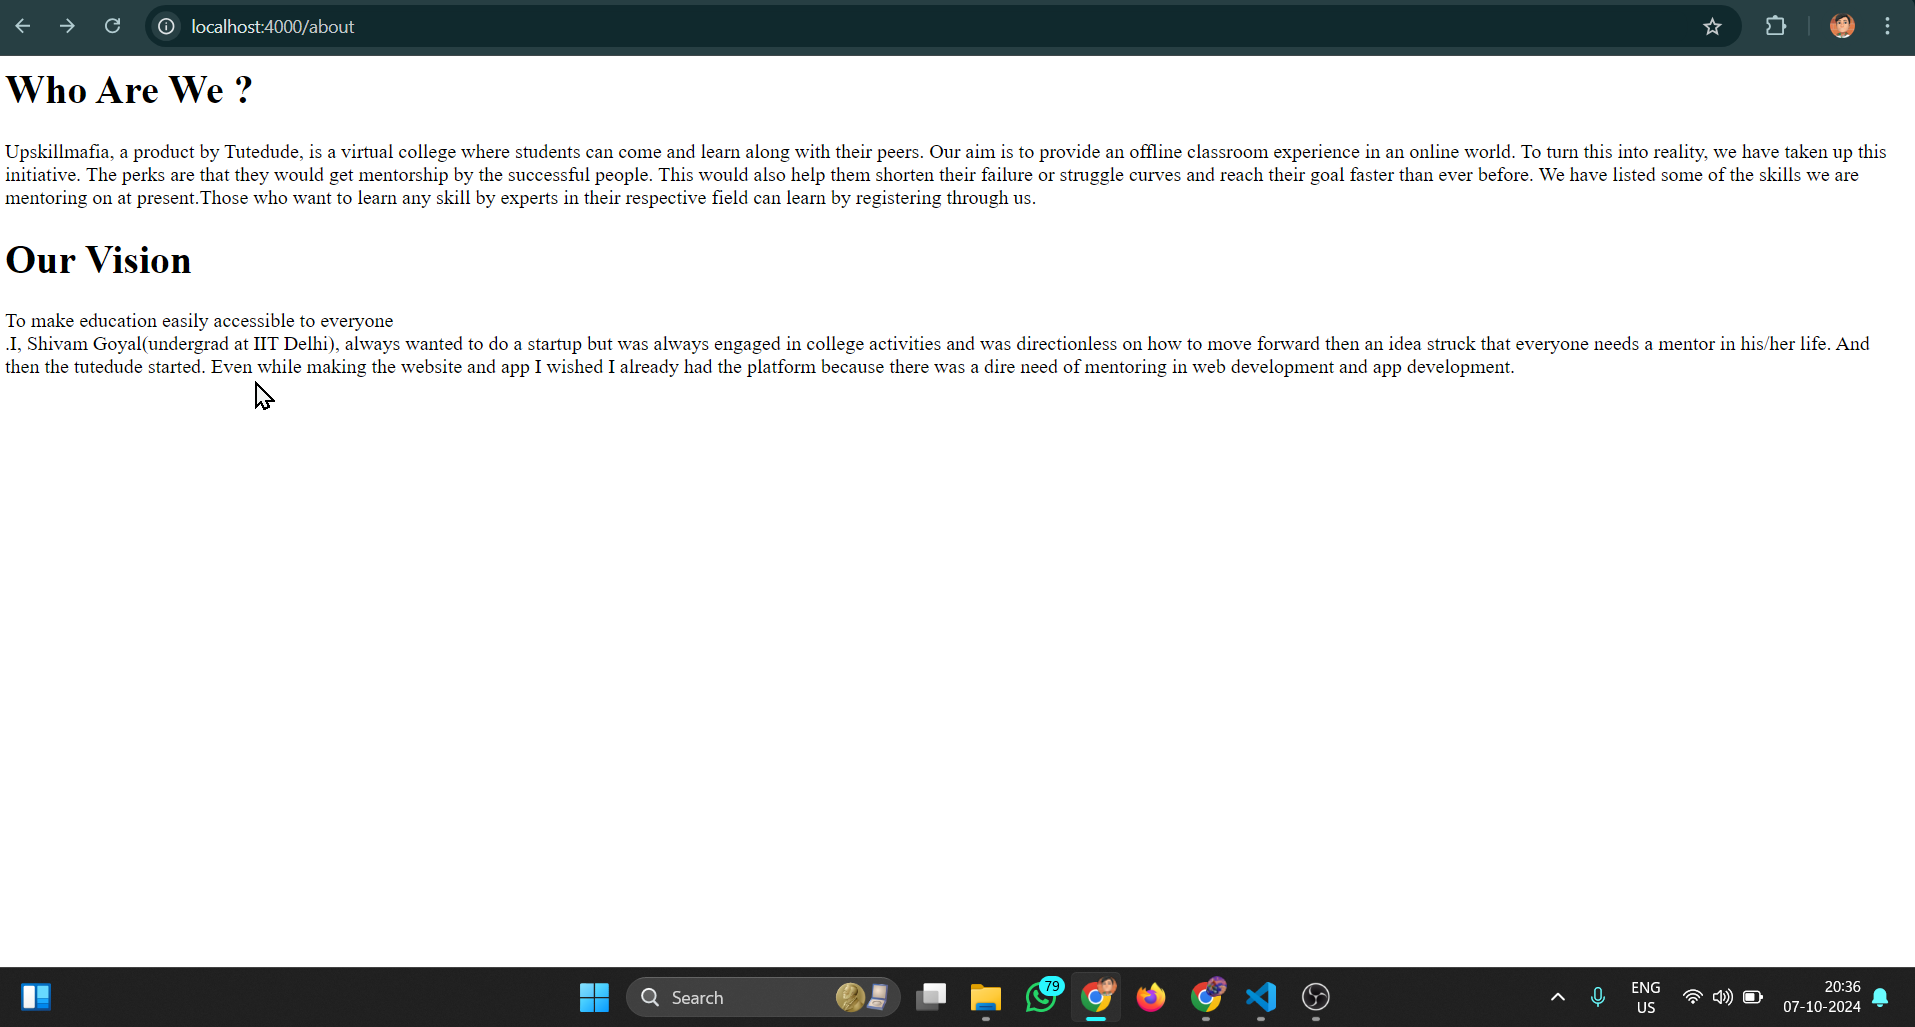 localhost:4000/about
Who Are We ?
Upskillmafia, a product by Tutedude, is a virtual college where students can come and learn along with their peers. Our aim is to provide an offline classroom experience in an online world. To turn this into reality, we have taken up this
initiative. The perks are that they would get mentorship by the successful people. This would also help them shorten their failure or struggle curves and reach their goal faster than ever before. We have listed some of the skills we are
mentoring on at present.Those who want to learn any skill by experts in their respective field can learn by registering through us.
Our Vision
To make education easily accessible to everyone
.I, Shivam Goyal(undergrad at IIT Delhi), always wanted to do a startup but was always engaged in college activities and was directionless on how to move forward then an idea struck that everyone needs a mentor in his/her life. And
then the tutedude started. Even while making the website and app I wished I already had the platform because there was a dire need of mentoring in web development and app development.
Search
79
ENG
US
20:36
07-10-2024